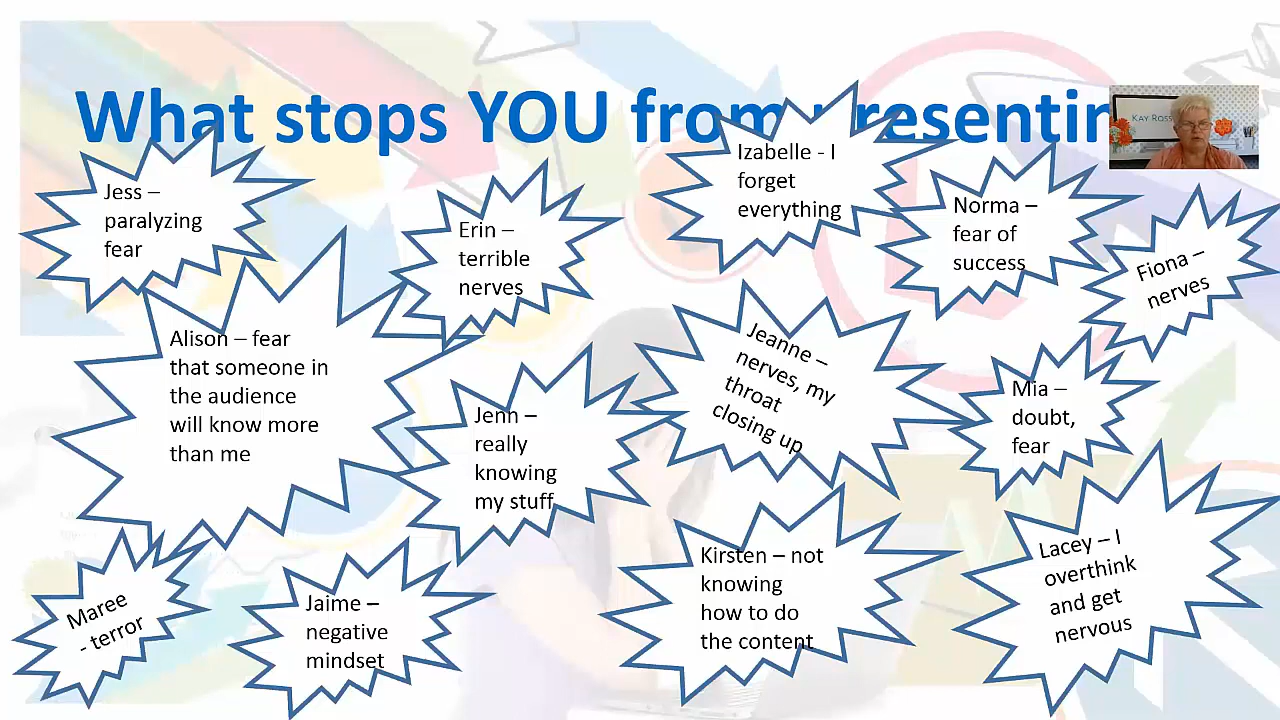 What stops YOU from presentin
KAY ROSS
Jess –
paralyzing
fear
Erin –
terrible
nerves
Izabelle - I
forget
everything
Norma –
fear of
success
Fiona –
nerves
Alison – fear
that someone in
the audience
will know more
than me
Jenn –
really
knowing
my stuff
Jeanne –
nerves, my
throat
closing up
Mia –
doubt,
fear
Maree
- terror
Jaime –
negative
mindset
Kirsten – not
knowing
how to do
the content
Lacey – I
overthink
and get
nervous